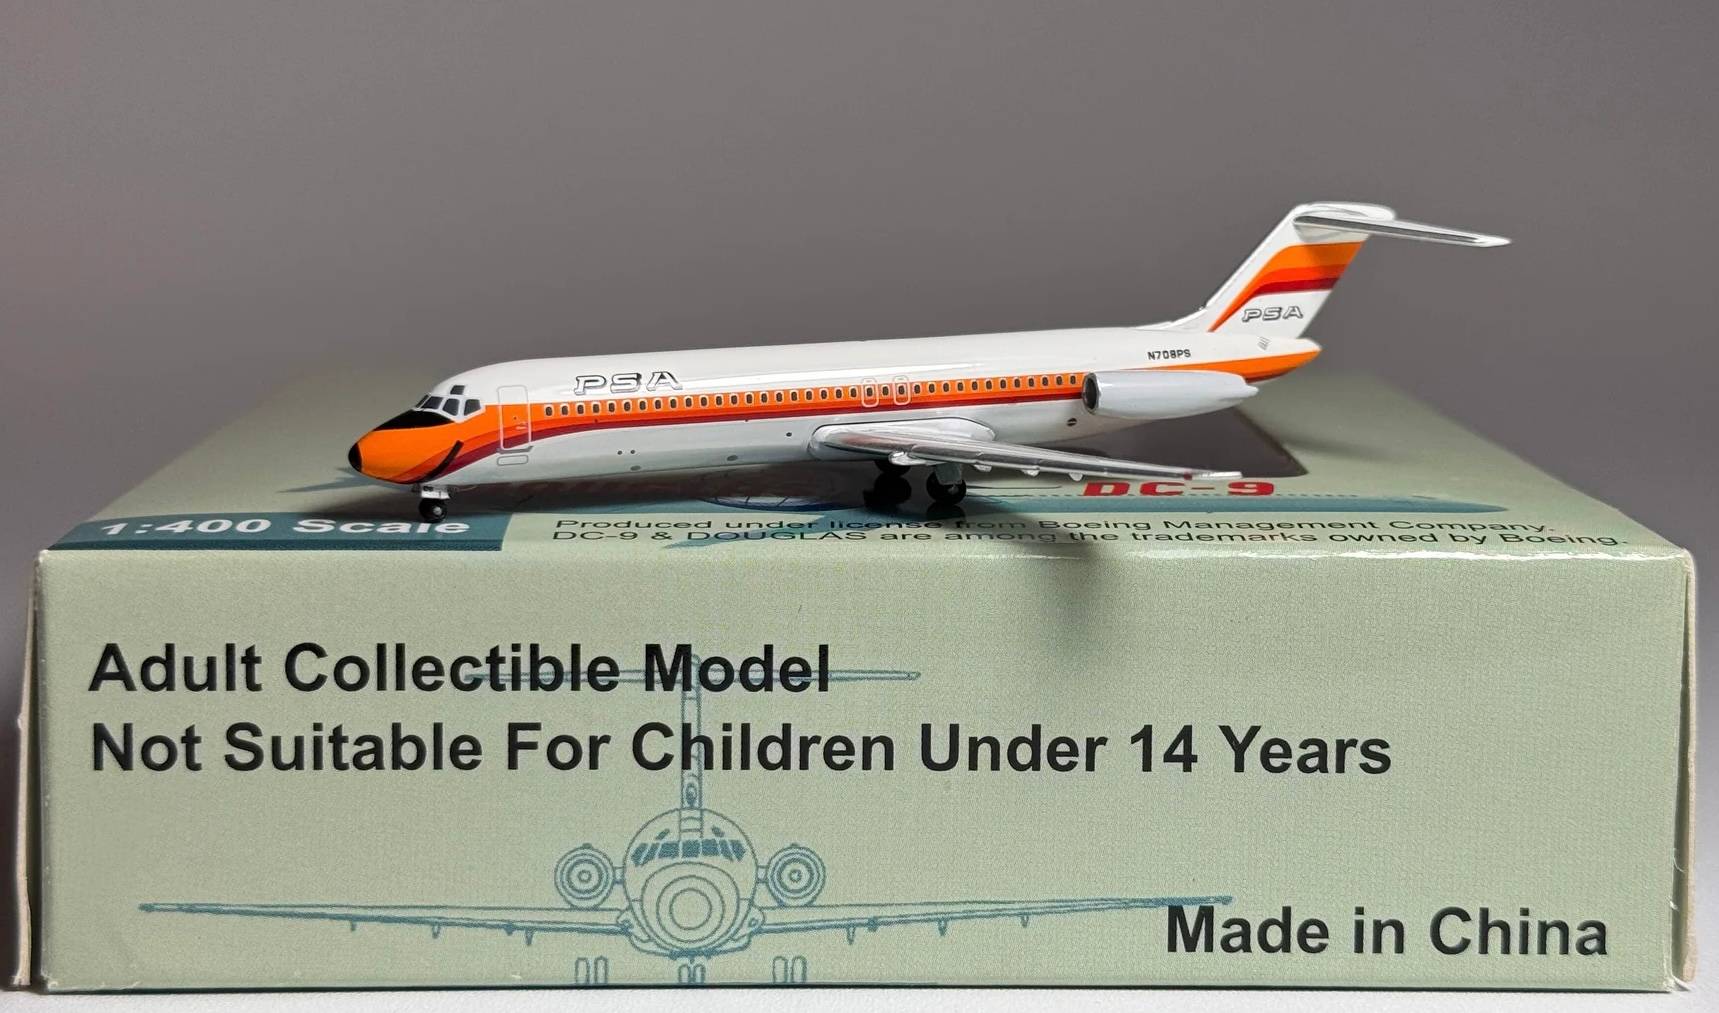 PSA
N708PS
PSA
DC-9
1:400 Scale
Produced under license from Boeing Management Company.
DC-9 & DOUGLAS are among the trademarks owned by Boeing.
Adult Collectible Model
Not Suitable For Children Under 14 Years
Made in China